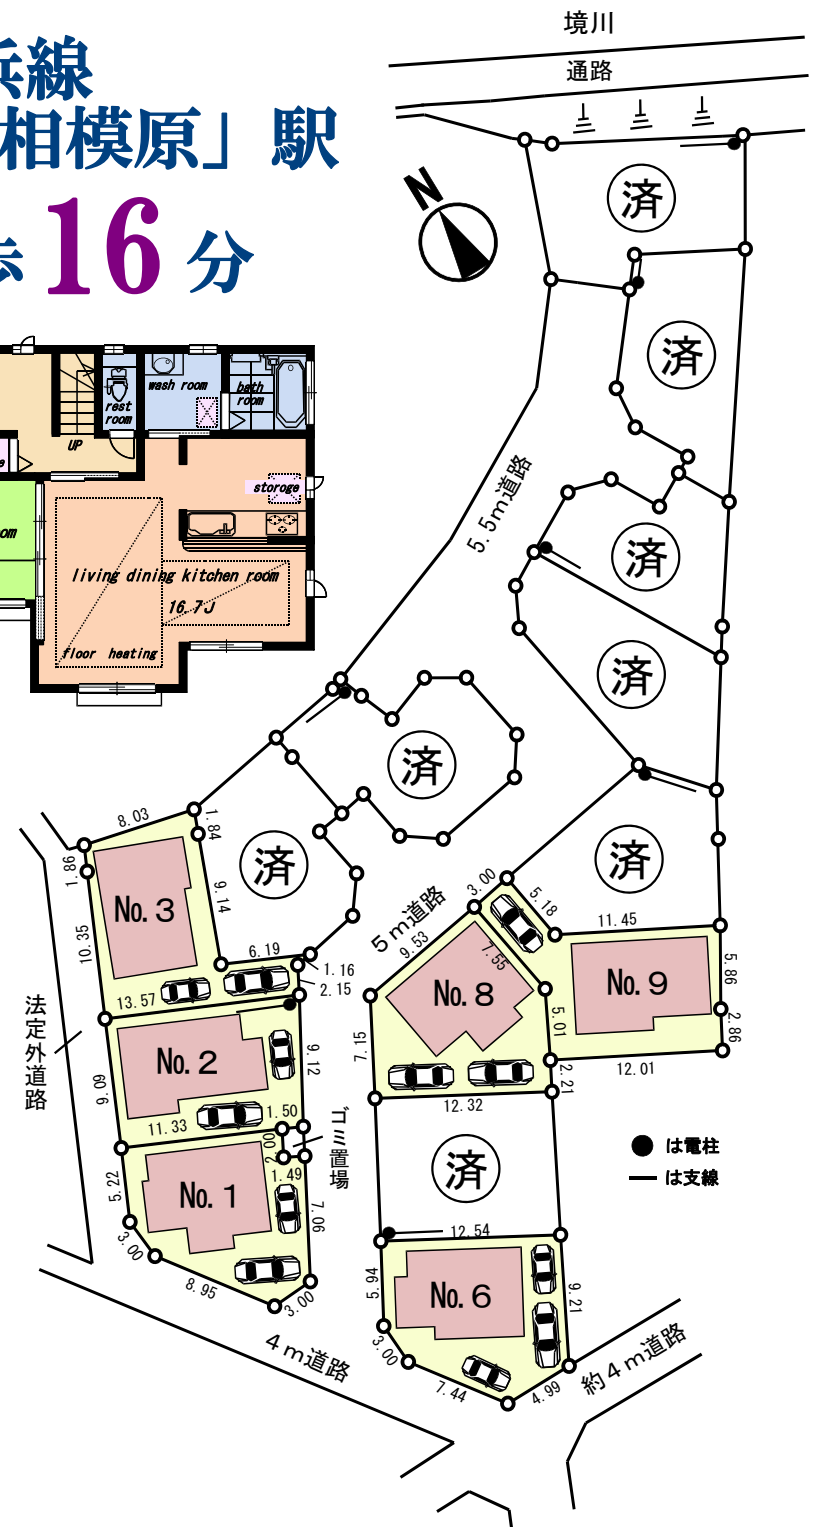 浜線
相模原」駅
歩16分
境川
通路
N
済
済
済
済
済
済
済
済
5.5m道路
rest
room
wash room
bath
room
UP
storoge
living dining kitchen room
16.7J
floor heating
8.03
1.84
1.86
9.14
10.35
No.3
6.19
1.16
2.15
13.57
法定外道路
No.2
9.12
9.09
11.33
1.50
ゴミ置場
2.00
1.49
5.22
No.1
7.06
3.00
8.95
3.00
4m道路
5m道路
3.00
5.18
11.45
9.53
7.55
No.8
No.9
5.86
2.86
7.15
5.01
2.21
12.01
12.32
済
●は電柱
―は支線
12.54
5.94
No.6
9.21
3.00
7.44
4.99
約4m道路